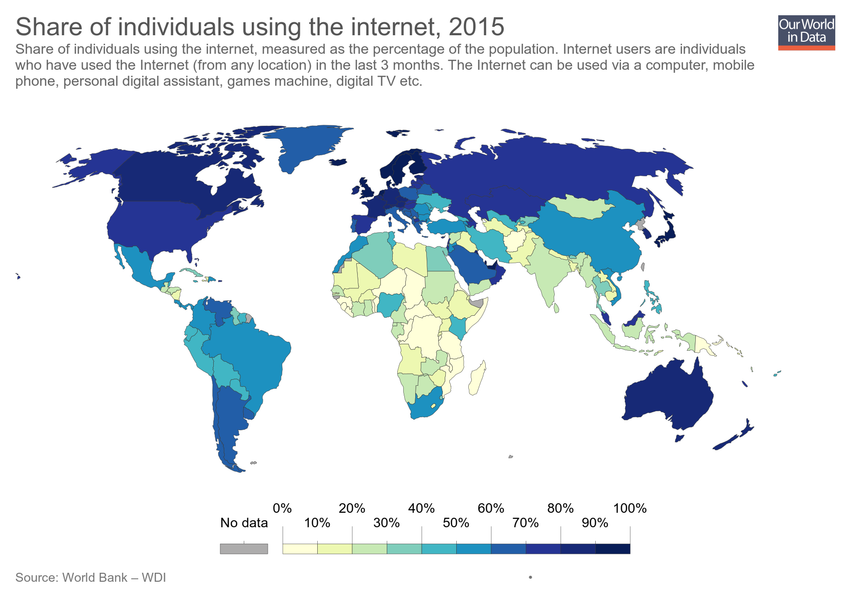 Share of individuals using the internet, 2015
Our World
in Data
Share of individuals using the internet, measured as the percentage of the population. Internet users are individuals
who have used the Internet (from any location) in the last 3 months. The Internet can be used via a computer, mobile
phone, personal digital assistant, games machine, digital TV etc.
0% 20% 40% 60% 80% 100%
No data 10% 30% 50% 70% 90%
Source: World Bank – WDI